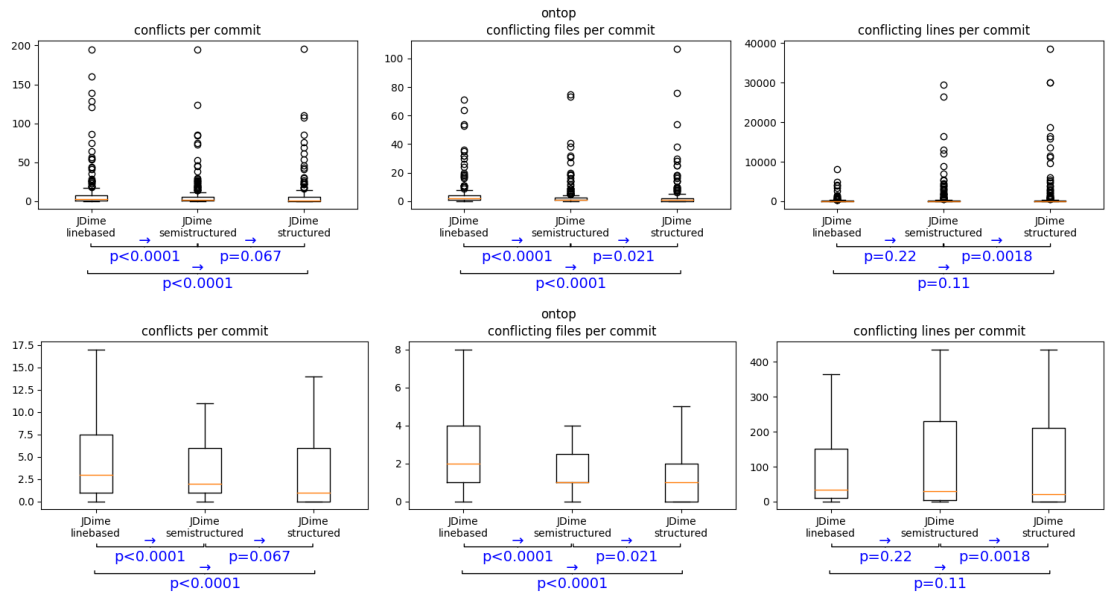 ontop
conflicts per commit
conflicting files per commit
conflicting lines per commit
200
150
100
50
0
100
80
60
40
20
0
40000
30000
20000
10000
0
JDime
linebased
JDime
semistructured
JDime
structured
JDime
linebased
JDime
semistructured
JDime
structured
JDime
linebased
JDime
semistructured
JDime
structured
→ →
p<0.0001 p=0.067
→
p<0.0001
→ →
p<0.0001 p=0.021
→
p<0.0001
→ →
p=0.22 p=0.0018
→
p=0.11
ontop
conflicts per commit
conflicting files per commit
conflicting lines per commit
17.5
15.0
12.5
10.0
7.5
5.0
2.5
0.0
8
6
4
2
0
400
300
200
100
0
JDime
linebased
JDime
semistructured
JDime
structured
JDime
linebased
JDime
semistructured
JDime
structured
JDime
linebased
JDime
semistructured
JDime
structured
→ →
p<0.0001 p=0.067
→
p<0.0001
→ →
p<0.0001 p=0.021
→
p<0.0001
→ →
p=0.22 p=0.0018
→
p=0.11